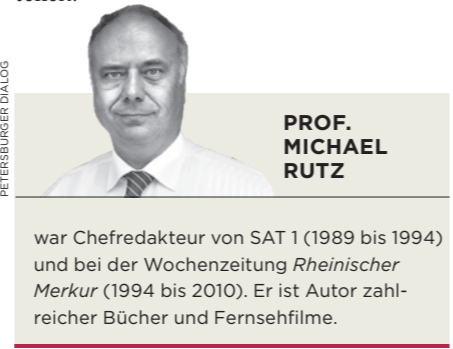 PETERSBURGER DIALOG
PROF.
MICHAEL
RUTZ
war Chefredakteur von SAT 1 (1989 bis 1994)
und bei der Wochenzeitung Rheinischer
Merkur (1994 bis 2010). Er ist Autor zahl-
reicher Bücher und Fernsehfilme.